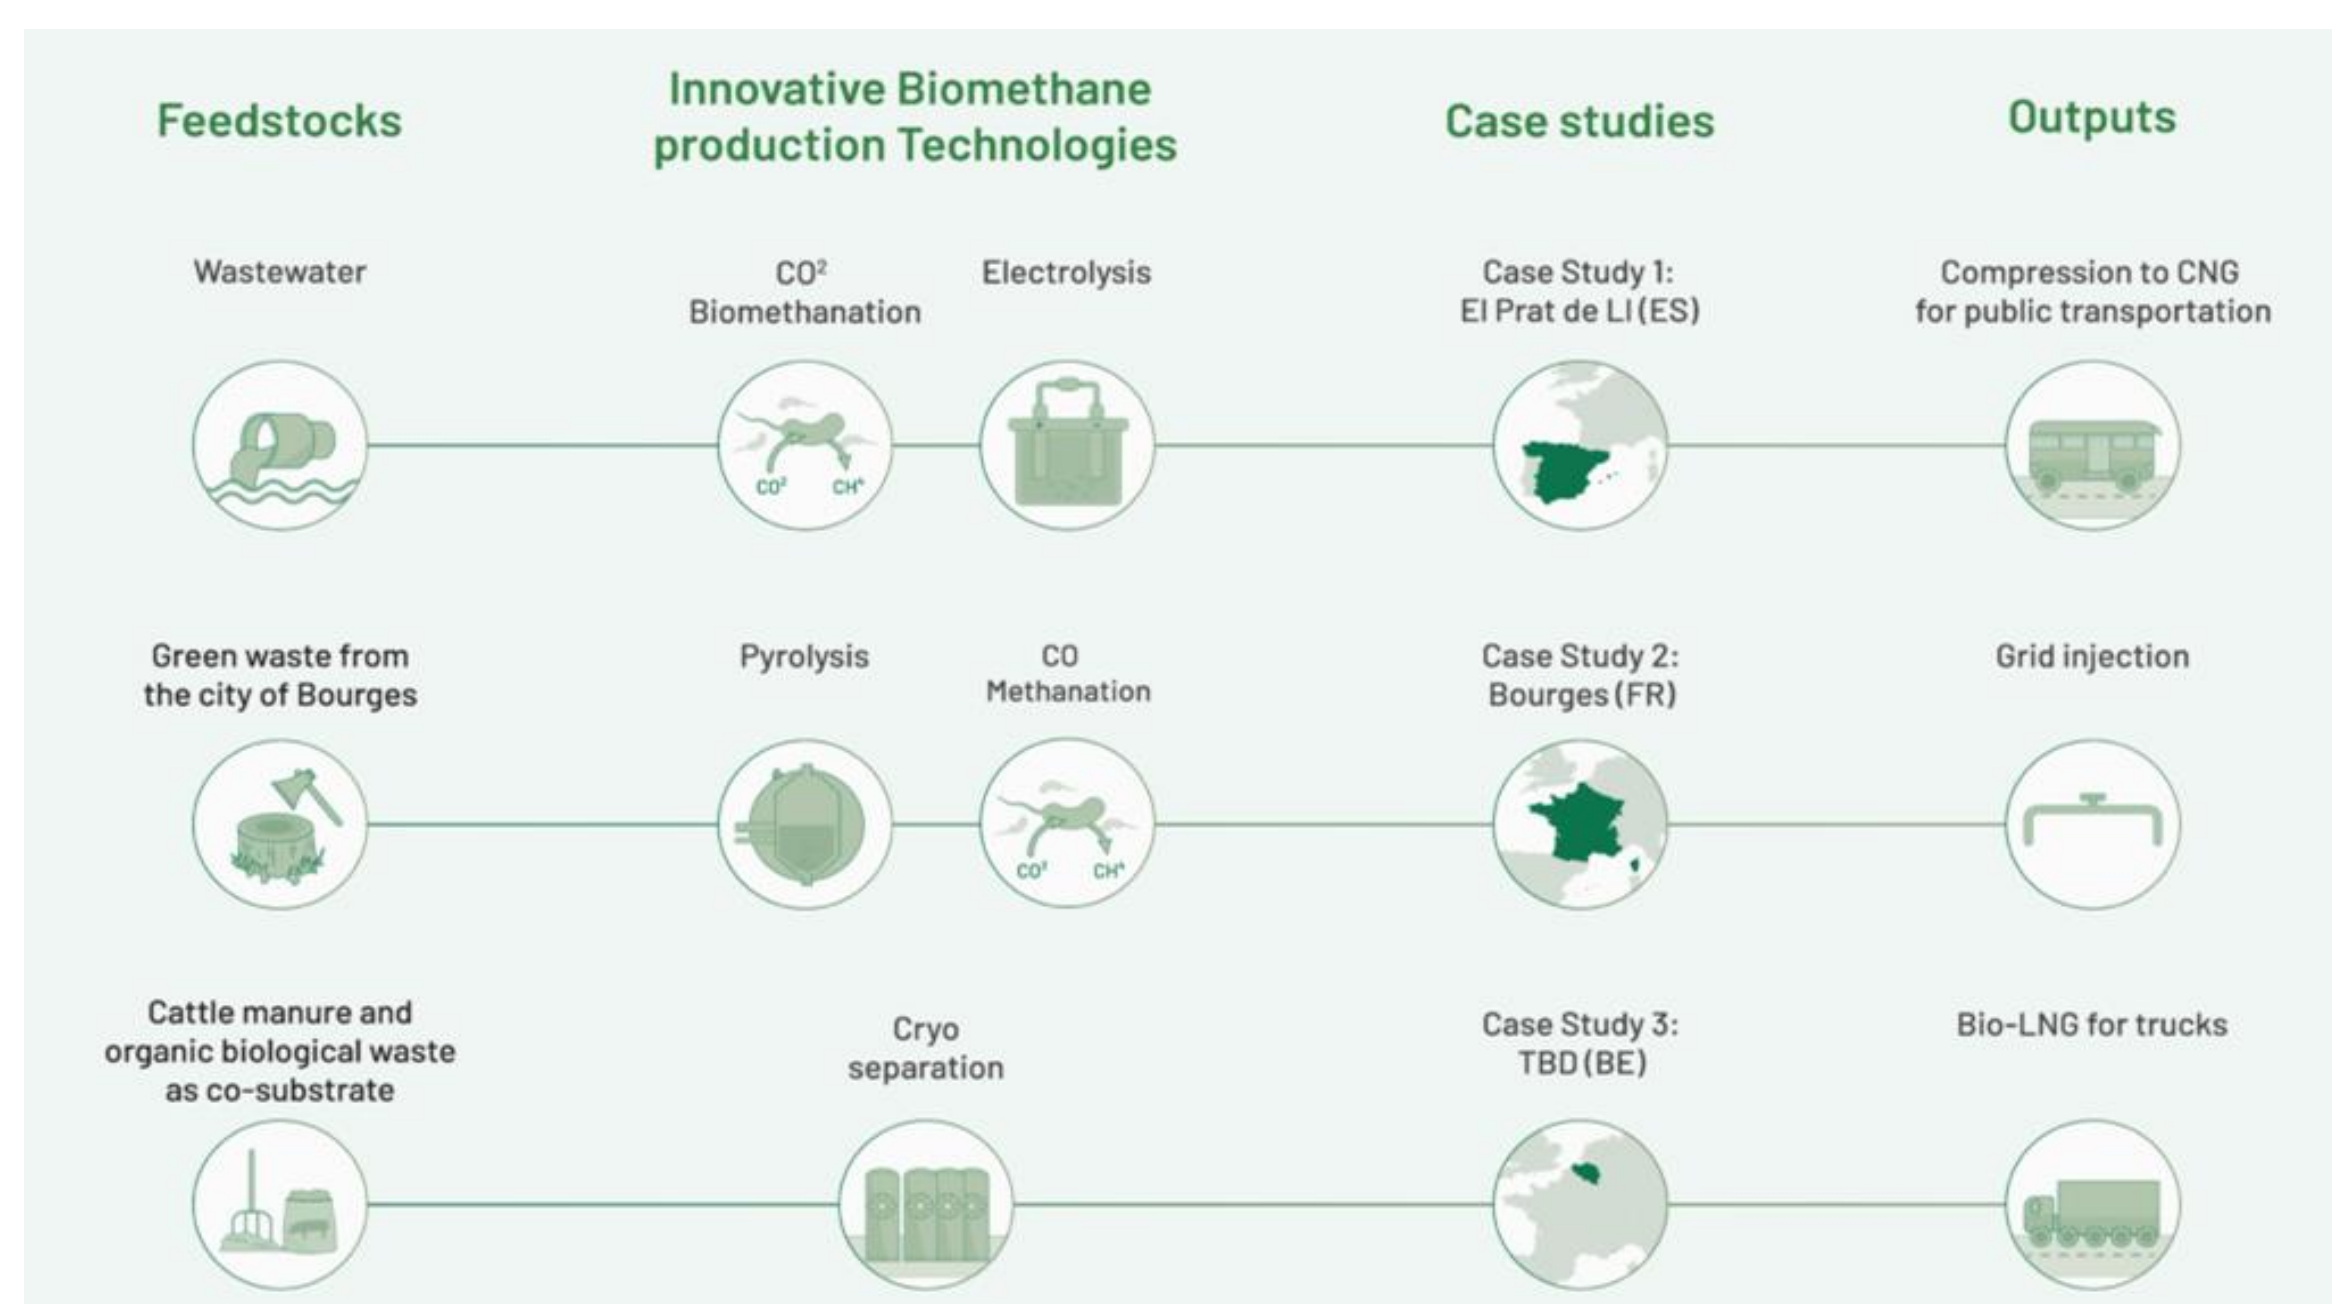 Feedstocks
Innovative Biomethane
production Technologies
Case studies
Outputs
Wastewater
CO²
Biomethanation
Electrolysis
Case Study 1:
El Prat de Ll (ES)
Compression to CNG
for public transportation
CO²
CH⁴
Green waste from
the city of Bourges
Pyrolysis
CO
Methanation
Case Study 2:
Bourges (FR)
Grid injection
CO²
CH⁴
Cattle manure and
organic biological waste
as co-substrate
Cryo
separation
Case Study 3:
TBD (BE)
Bio-LNG for trucks